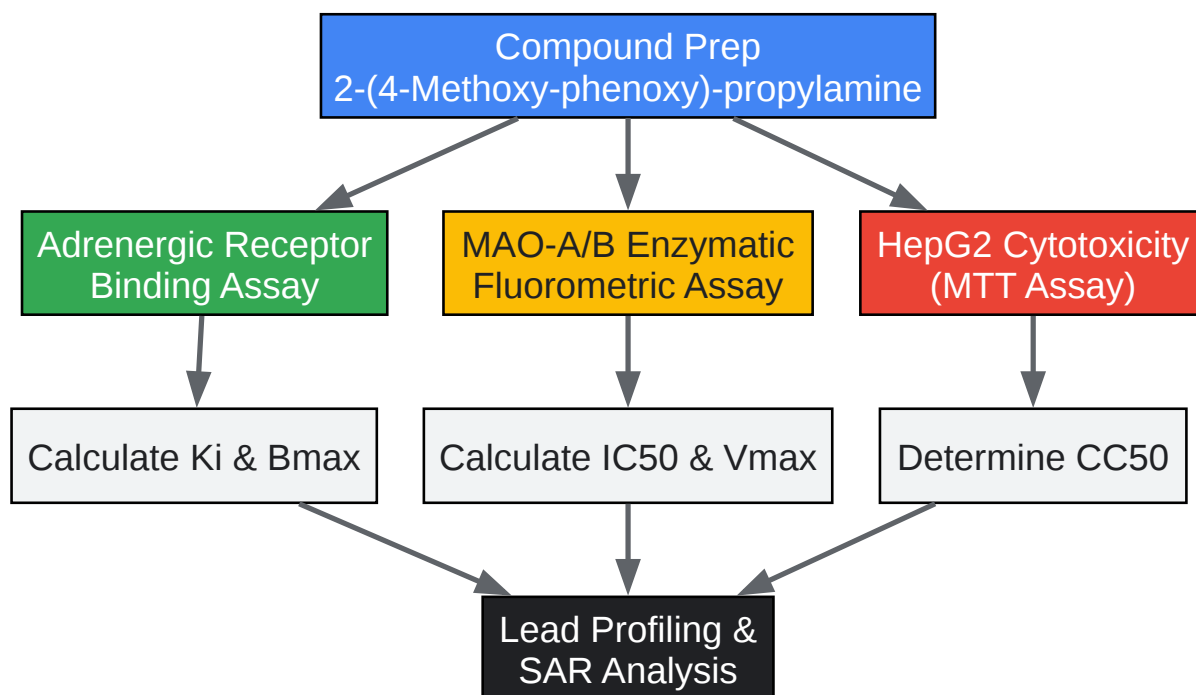 Compound Prep
2-(4-Methoxy-phenoxy)-propylamine
Adrenergic Receptor
Binding Assay
MAO-A/B Enzymatic
Fluorometric Assay
HepG2 Cytotoxicity
(MTT Assay)
Calculate Ki & Bmax
Calculate IC50 & Vmax
Determine CC50
Lead Profiling &
SAR Analysis